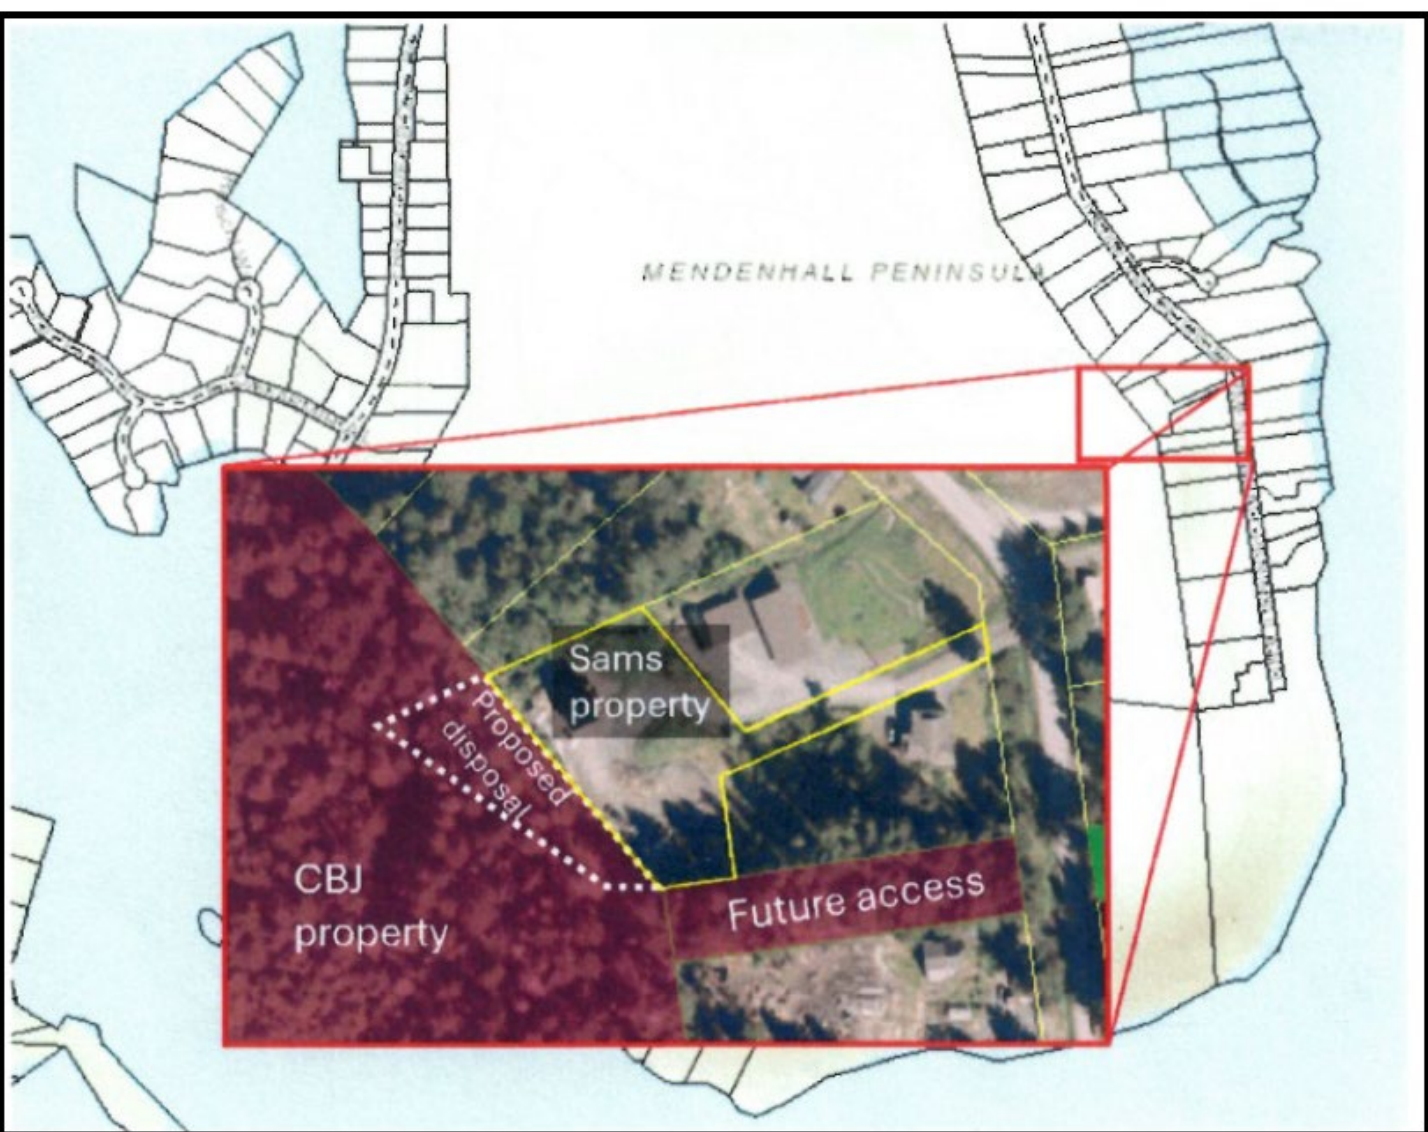 MENDENHALL PENINSULA
Sams
property
Proposed
disposal
CBJ
property
Future access